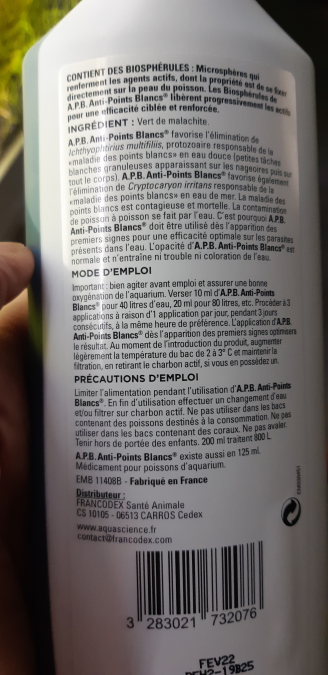 CONTIENT DES BIOSPHÉRULES : Microsphères qui
renferment les agents actifs, dont la propriété est de se fixer
directement sur la peau du poisson. Les Biosphérules de
A.P.B. Anti-Points Blancs® libèrent progressivement les actifs
pour une efficacité ciblée et renforcée.
INGRÉDIENT : Vert de malachite.
A.P.B. Anti-Points Blancs® favorise l'élimination de
Ichthyophtirius multifiliis, protozoaire responsable de la
«maladie des points blancs» en eau douce (petites tâches
blanches granuleuses apparaissant sur les nageoires puis sur
tout le corps). A.P.B. Anti-Points Blancs® favorise également
l'élimination de Cryptocaryon irritans responsable de la
«maladie des points blancs» en eau de mer. La maladie des
points blancs est contagieuse et mortelle. La contamination
de poisson à poisson se fait par l'eau. C'est pourquoi A.P.B.
Anti-Points Blancs® doit être utilisé dès l'apparition des
premiers signes pour une efficacité optimale sur les parasites
présents dans l'eau. L'opacité d'A.P.B. Anti-Points Blancs® est
normale et n'entraîne ni trouble ni coloration de l'eau.
MODE D'EMPLOI
Important : bien agiter avant emploi et assurer une bonne
oxygénation de l'aquarium. Verser 10 ml d'A.P.B. Anti-Points
Blancs® pour 40 litres d'eau, 20 ml pour 80 litres, etc. Procéder à 3
applications à raison d'1 application par jour, pendant 3 jours
consécutifs, à la même heure de préférence. L'application d'A.P.B.
Anti-Points Blancs® dès l'apparition des premiers signes optimisera
le résultat. Au moment de l'introduction du produit, augmenter
légèrement la température du bac de 2 à 3° C et maintenir la
filtration, en retirant le charbon actif, si vous en possédez un.
PRÉCAUTIONS D'EMPLOI
Limiter l'alimentation pendant l'utilisation d'A.P.B. Anti-Points
Blancs®. En fin d'utilisation effectuer un changement d'eau
et/ou filtrer sur charbon actif. Ne pas utiliser dans les bacs
contenant des poissons destinés à la consommation. Ne pas
utiliser dans les bacs contenant des coraux. Ne pas avaler.
Tenir hors de portée des enfants. 200 ml traitent 800 L.
A.P.B. Anti-Points Blancs® existe aussi en 125 ml.
Médicament pour poissons d'aquarium.
EMB 11408B - Fabriqué en France
Distributeur :
FRANCODEX Santé Animale
CS 10105 - 06513 CARROS Cedex
www.aquascience.fr
contact@francodex.com
3 283021 732076
FEV22